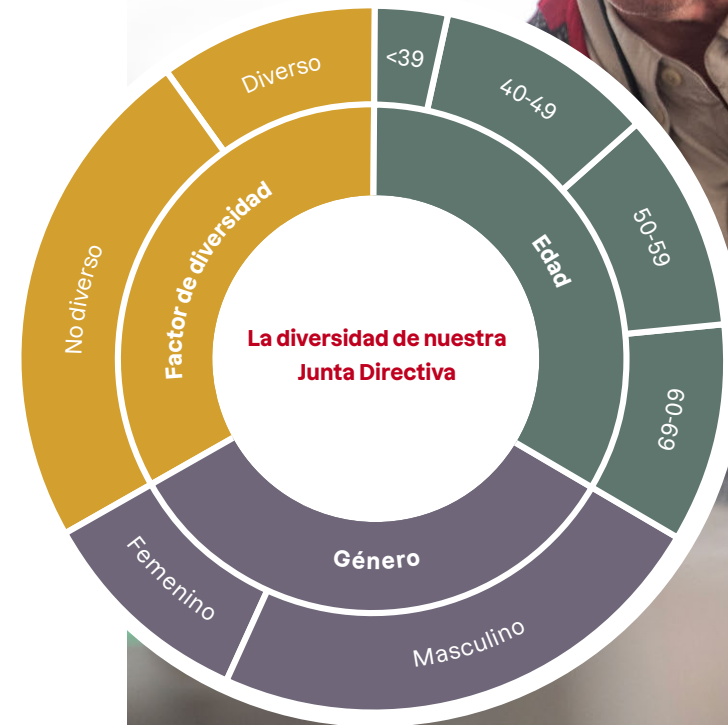 La diversidad de nuestra
Junta Directiva
Edad
<39
40-49
50-59
60-69
Género
Masculino
Femenino
Factor de diversidad
No diverso
Diverso